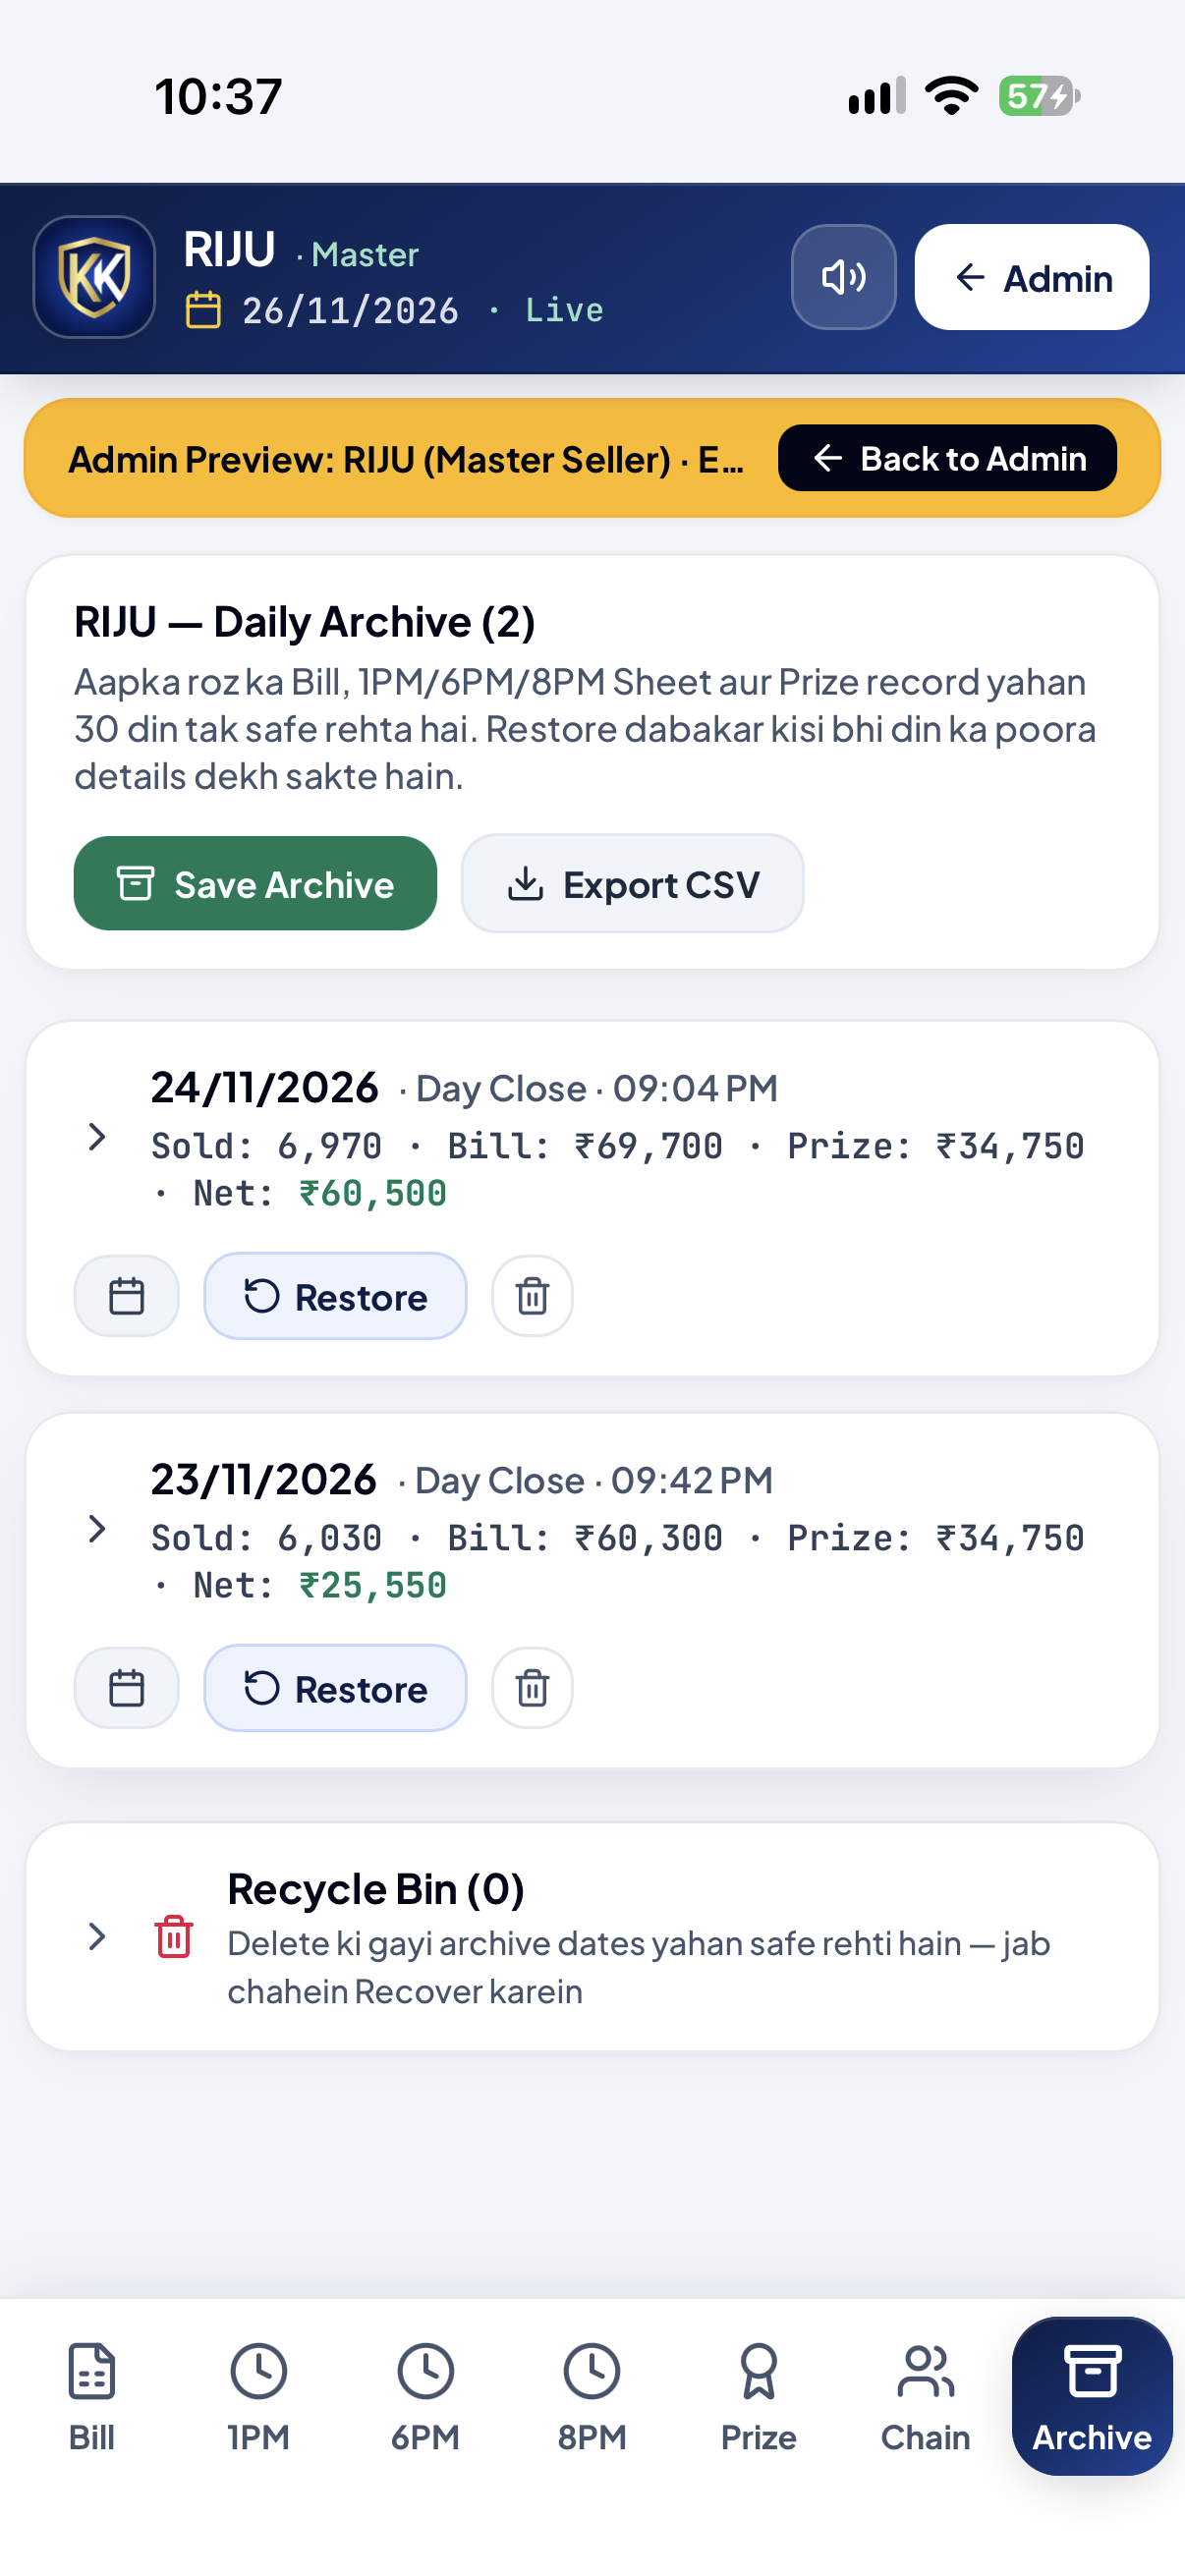 10:37
57
KK
RIJU · Master
26/11/2026 · Live
← Admin
Admin Preview: RIJU (Master Seller) · E...
← Back to Admin
RIJU — Daily Archive (2)
Aapka roz ka Bill, 1PM/6PM/8PM Sheet aur Prize record yahan
30 din tak safe rehta hai. Restore dabakar kisi bhi din ka poora
details dekh sakte hain.
Save Archive
Export CSV
24/11/2026 · Day Close · 09:04 PM
Sold: 6,970 · Bill: ₹69,700 · Prize: ₹34,750
· Net: ₹60,500
Restore
23/11/2026 · Day Close · 09:42 PM
Sold: 6,030 · Bill: ₹60,300 · Prize: ₹34,750
· Net: ₹25,550
Restore
Recycle Bin (0)
Delete ki gayi archive dates yahan safe rehti hain — jab
chahein Recover karein
Bill
1PM
6PM
8PM
Prize
Chain
Archive